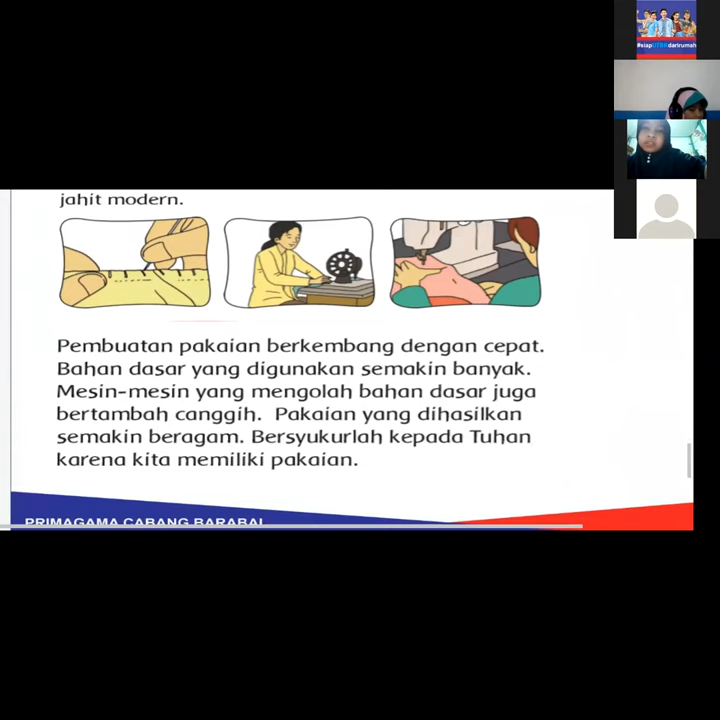 #siapUTBKdarirumah
jahit modern.
Pembuatan pakaian berkembang dengan cepat.
Bahan dasar yang digunakan semakin banyak.
Mesin-mesin yang mengolah bahan dasar juga
bertambah canggih. Pakaian yang dihasilkan
semakin beragam. Bersyukurlah kepada Tuhan
karena kita memiliki pakaian.
PRIMAGAMA CABANG BARABAI